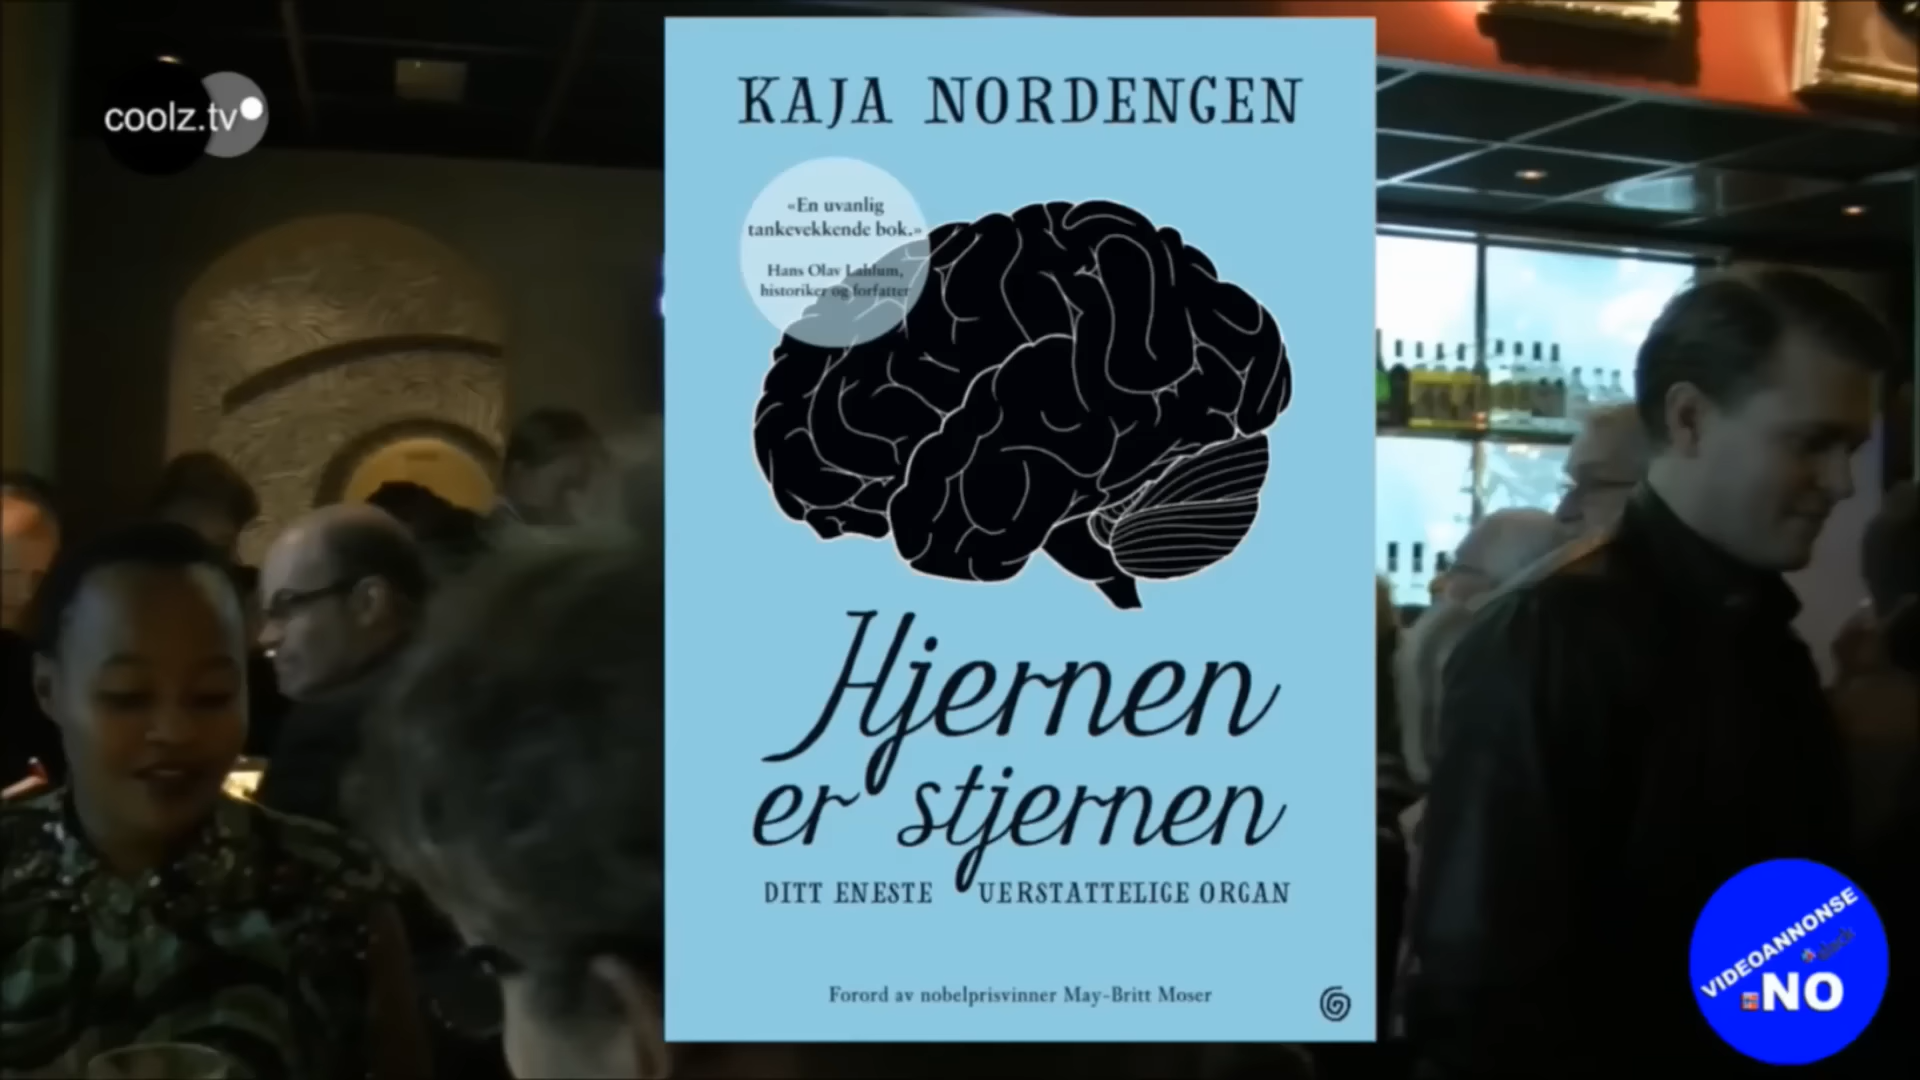 coolz.tv
KAJA NORDENGEN
«En uvanlig
tankevekkende bok.»
Hans Olav Lahlum,
historiker og forfatter
Hjernen
er stjernen
DITT ENESTE UERSTATTELIGE ORGAN
Forord av nobelprisvinner May-Britt Moser
VIDEOANNONSE
.NO